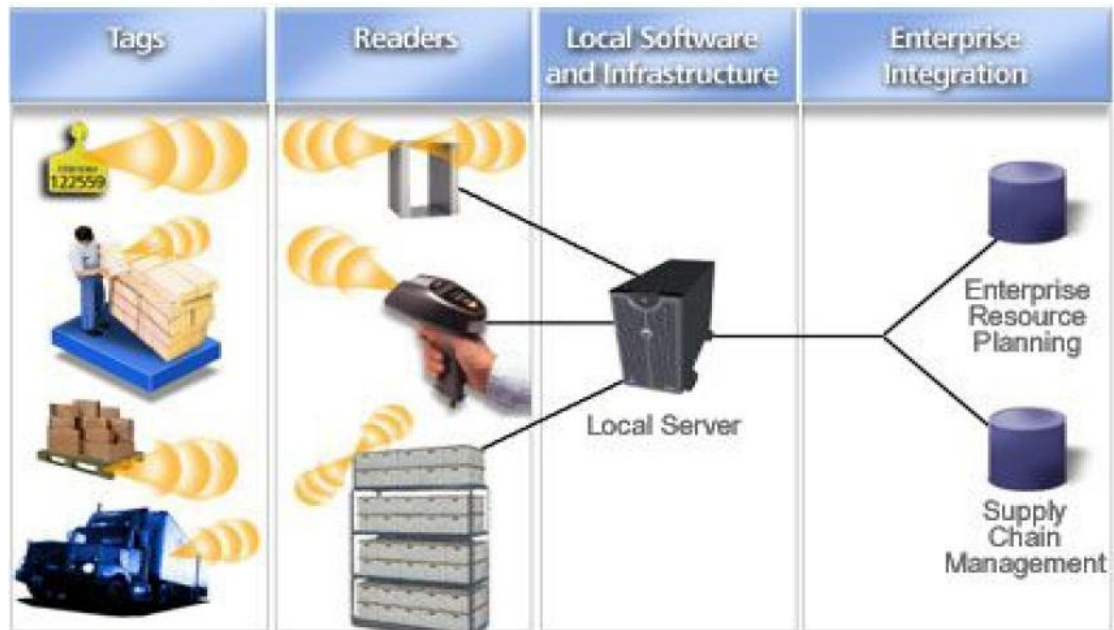 Tags
Readers
Local Software
and Infrastructure
Enterprise
Integration
122559
Enterprise
Resource
Planning
Local Server
Supply
Chain
Management